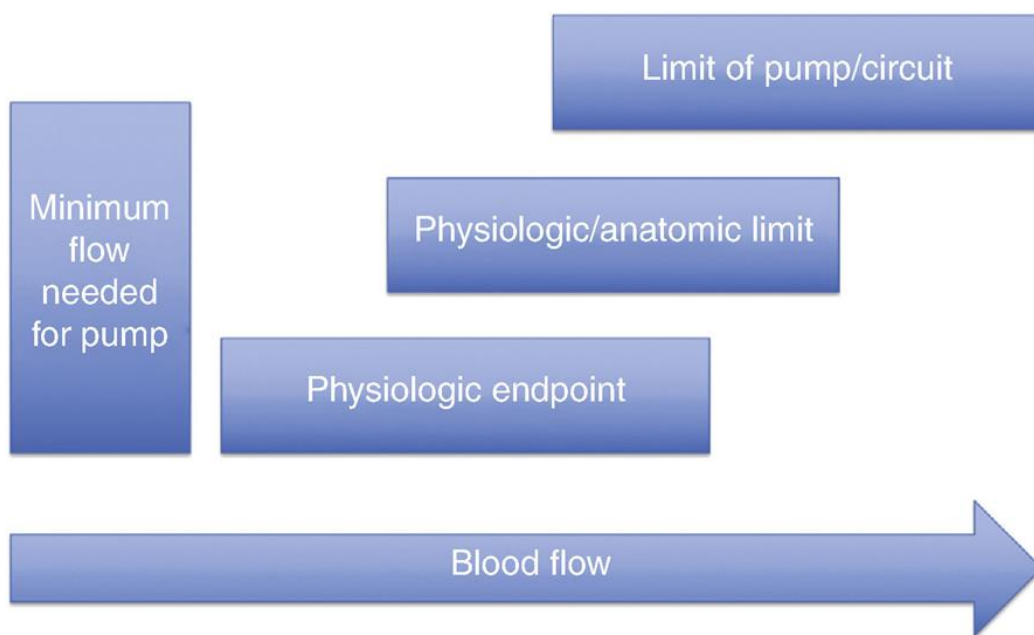 Limit of pump/circuit
Minimum
flow
needed
for pump
Physiologic/anatomic limit
Physiologic endpoint
Blood flow